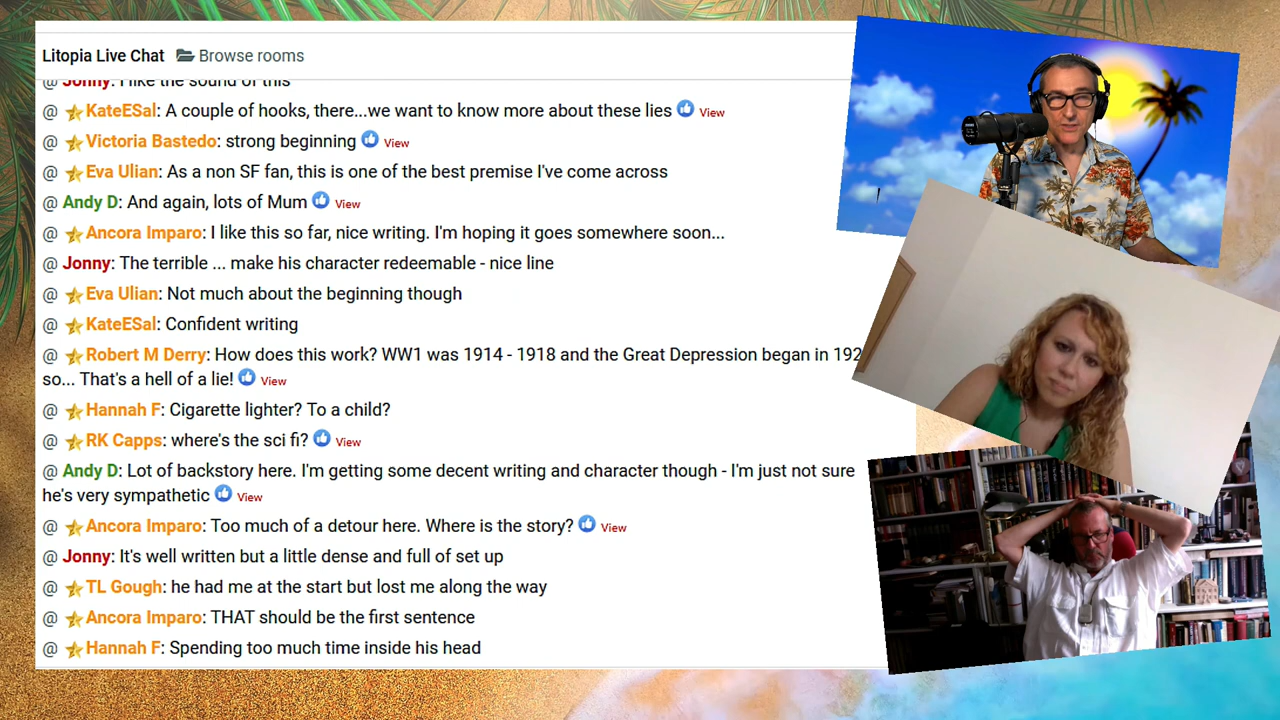 Litopia Live Chat Browse rooms
@ Jonny: I like the sound of this
@ KateESal: A couple of hooks, there...we want to know more about these lies View
@ Victoria Bastedo: strong beginning View
@ Eva Ulian: As a non SF fan, this is one of the best premise I've come across
@ Andy D: And again, lots of Mum View
@ Ancora Imparo: I like this so far, nice writing. I'm hoping it goes somewhere soon...
@ Jonny: The terrible ... make his character redeemable - nice line
@ Eva Ulian: Not much about the beginning though
@ KateESal: Confident writing
@ Robert M Derry: How does this work? WW1 was 1914 - 1918 and the Great Depression began in 192
so... That's a hell of a lie! View
@ Hannah F: Cigarette lighter? To a child?
@ RK Capps: where's the sci fi? View
@ Andy D: Lot of backstory here. I'm getting some decent writing and character though - I'm just not sure
he's very sympathetic View
@ Ancora Imparo: Too much of a detour here. Where is the story? View
@ Jonny: It's well written but a little dense and full of set up
@ TL Gough: he had me at the start but lost me along the way
@ Ancora Imparo: THAT should be the first sentence
@ Hannah F: Spending too much time inside his head